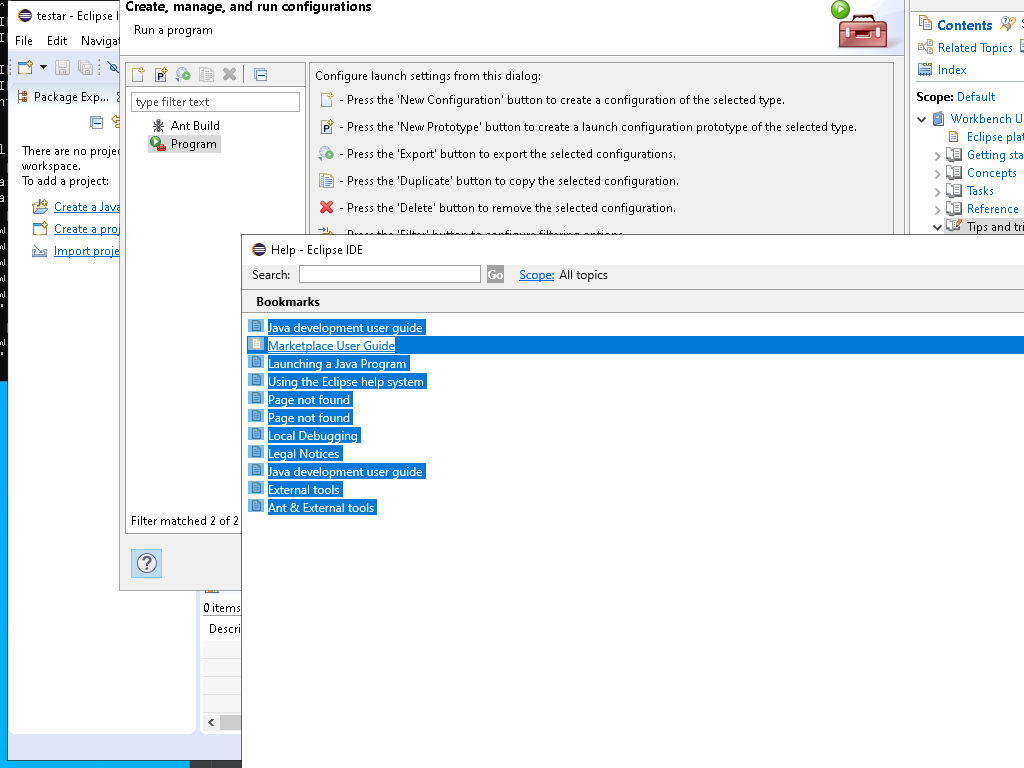 testar - Eclipse I
File Edit Navigat
Package Exp...
There are no projec
workspace.
To add a project:
Create a Java
Create a proj
Import proje
0 items
Descri
Create, manage, and run configurations
Run a program
type filter text
Ant Build
Program
Filter matched 2 of 2
Configure launch settings from this dialog:
- Press the 'New Configuration' button to create a configuration of the selected type.
- Press the 'New Prototype' button to create a launch configuration prototype of the selected type.
- Press the 'Export' button to export the selected configurations.
- Press the 'Duplicate' button to copy the selected configuration.
- Press the 'Delete' button to remove the selected configuration.
- Press the 'Filter' button to configure filtering options.
Contents
Related Topics
Index
Scope: Default
Workbench U
Eclipse plat
Getting sta
Concepts
Tasks
Reference
Tips and tri
Help - Eclipse IDE
Search: Go Scope: All topics
Bookmarks
Java development user guide
Marketplace User Guide
Launching a Java Program
Using the Eclipse help system
Page not found
Page not found
Local Debugging
Legal Notices
Java development user guide
External tools
Ant & External tools